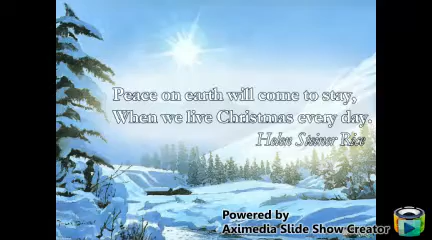 Peace on earth will come to stay,
When we live Christmas every day.
Helen Steiner Rice
Powered by
Aximedia Slide Show Creator